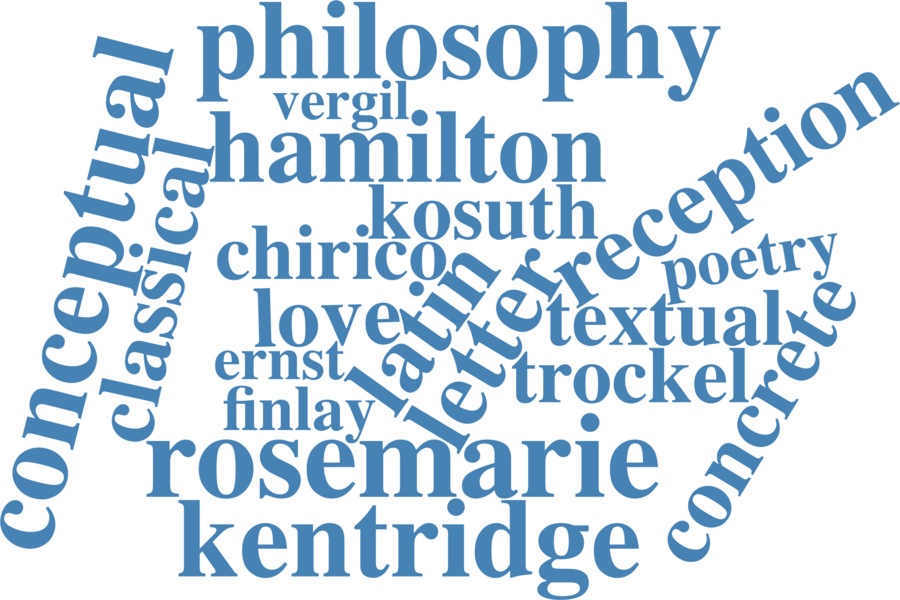 philosophy
vergil
conceptual
classical
hamilton
reception
kosuth
chirico
poetry
latin
letter
love
textual
concrete
ernst
trockel
finlay
rosemarie
kentridge